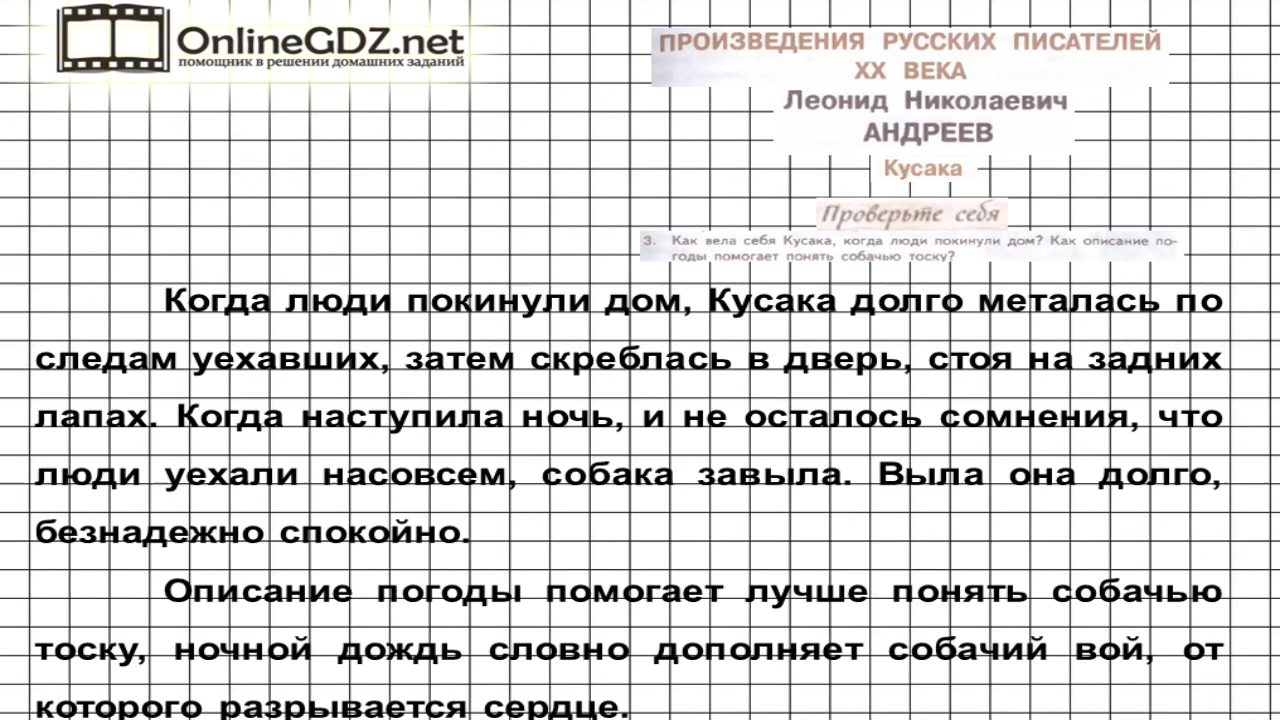 OnlineGDZ.net
помощник в решении домашних заданий
ПРОИЗВЕДЕНИЯ РУССКИХ ПИСАТЕЛЕЙ
XX ВЕКА
Леонид Николаевич
АНДРЕЕВ
Кусака
Проверьте себя
3. Как вела себя Кусака, когда люди покинули дом? Как описание по-
годы помогает понять собачью тоску?
Когда люди покинули дом, Кусака долго металась по
следам уехавших, затем скреблась в дверь, стоя на задних
лапах. Когда наступила ночь, и не осталось сомнения, что
люди уехали насовсем, собака завыла. Выла она долго,
безнадежно спокойно.
Описание погоды помогает лучше понять собачью
тоску, ночной дождь словно дополняет собачий вой, от
которого разрывается сердце.